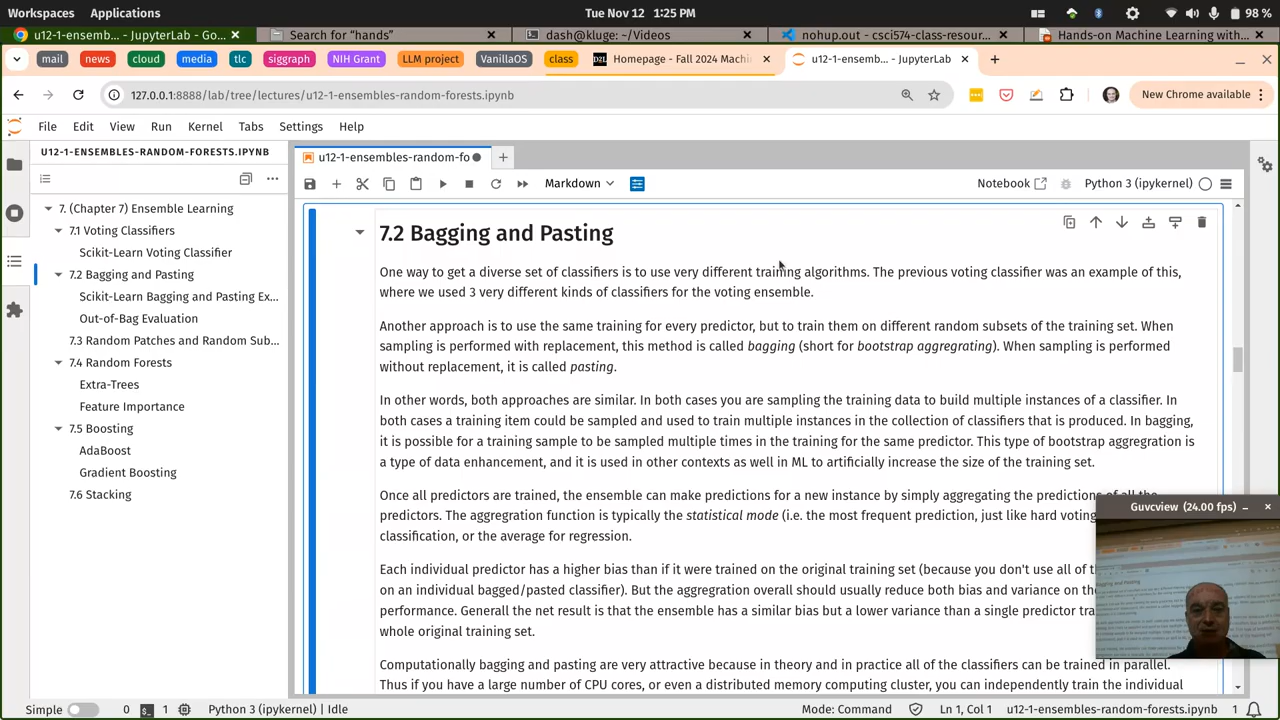 Workspaces Applications Tue Nov 12 1:25 PM 98 %
u12-1-ensemb... - JupyterLab - Go... Search for “hands” dash@kluge: ~/Videos nohup.out - csci574-class-resour... Hands-on Machine Learning with...
mail news cloud media tlc siggraph NIH Grant LLM project VanillaOS class D2L Homepage - Fall 2024 Machi u12-1-ensemb... - JupyterLab
127.0.0.1:8888/lab/tree/lectures/u12-1-ensembles-random-forests.ipynb New Chrome available
File Edit View Run Kernel Tabs Settings Help
U12-1-ENSEMBLES-RANDOM-FORESTS.IPYNB
7. (Chapter 7) Ensemble Learning
7.1 Voting Classifiers
Scikit-Learn Voting Classifier
7.2 Bagging and Pasting
Scikit-Learn Bagging and Pasting Ex...
Out-of-Bag Evaluation
7.3 Random Patches and Random Sub...
7.4 Random Forests
Extra-Trees
Feature Importance
7.5 Boosting
AdaBoost
Gradient Boosting
7.6 Stacking
u12-1-ensembles-random-fo
Markdown Notebook Python 3 (ipykernel)
7.2 Bagging and Pasting
One way to get a diverse set of classifiers is to use very different training algorithms. The previous voting classifier was an example of this,
where we used 3 very different kinds of classifiers for the voting ensemble.
Another approach is to use the same training for every predictor, but to train them on different random subsets of the training set. When
sampling is performed with replacement, this method is called bagging (short for bootstrap aggregrating). When sampling is performed
without replacement, it is called pasting.
In other words, both approaches are similar. In both cases you are sampling the training data to build multiple instances of a classifier. In
both cases a training item could be sampled and used to train multiple instances in the collection of classifiers that is produced. In bagging,
it is possible for a training sample to be sampled multiple times in the training for the same predictor. This type of bootstrap aggregration is
a type of data enhancement, and it is used in other contexts as well in ML to artificially increase the size of the training set.
Once all predictors are trained, the ensemble can make predictions for a new instance by simply aggregating the predictions of all the
predictors. The aggregration function is typically the statistical mode (i.e. the most frequent prediction, just like hard voting
classification, or the average for regression.
Each individual predictor has a higher bias than if it were trained on the original training set (because you don't use all of
on an individual bagged/pasted classifier). But the aggregration overall should usually reduce both bias and variance on
performance. Generall the net result is that the ensemble has a similar bias but a lower variance than a single predictor
whole original training set.
Computationally bagging and pasting are very attractive because in theory and in practice all of the classifiers can be trained in parallel.
Thus if you have a large number of CPU cores, or even a distributed memory computing cluster, you can independently train the individual
Guvcview (24.00 fps)
Simple 0 1 Python 3 (ipykernel) | Idle Mode: Command Ln 1, Col 1 u12-1-ensembles-random-forests.ipynb 1